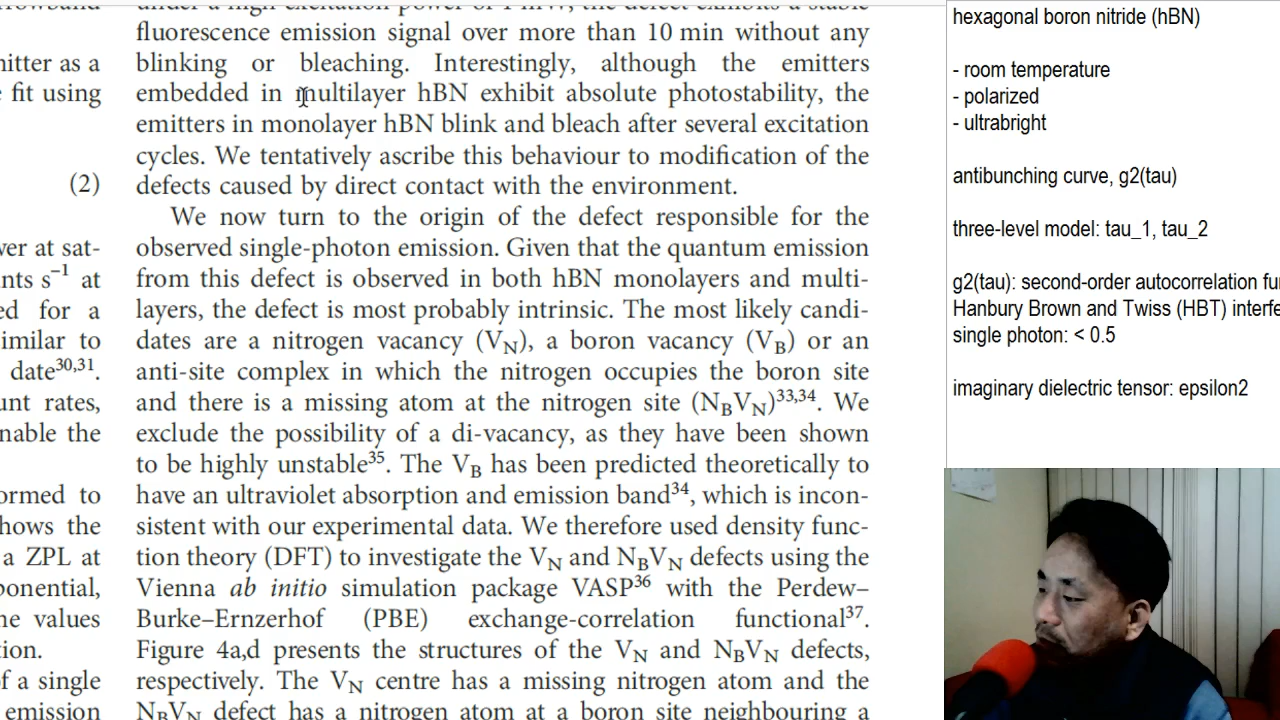 under a high excitation power of 1 mW, the defect exhibits a stable
fluorescence emission signal over more than 10 min without any
blinking or bleaching. Interestingly, although the emitters
embedded in multilayer hBN exhibit absolute photostability, the
emitters in monolayer hBN blink and bleach after several excitation
cycles. We tentatively ascribe this behaviour to modification of the
defects caused by direct contact with the environment.
We now turn to the origin of the defect responsible for the
observed single-photon emission. Given that the quantum emission
from this defect is observed in both hBN monolayers and multi-
layers, the defect is most probably intrinsic. The most likely candi-
dates are a nitrogen vacancy (VN), a boron vacancy (VB) or an
anti-site complex in which the nitrogen occupies the boron site
and there is a missing atom at the nitrogen site (NBVN)33,34. We
exclude the possibility of a di-vacancy, as they have been shown
to be highly unstable35. The VB has been predicted theoretically to
have an ultraviolet absorption and emission band34, which is incon-
sistent with our experimental data. We therefore used density func-
tion theory (DFT) to investigate the VN and NBVN defects using the
Vienna ab initio simulation package VASP36 with the Perdew–
Burke–Ernzerhof (PBE) exchange-correlation functional37.
Figure 4a,d presents the structures of the VN and NBVN defects,
respectively. The VN centre has a missing nitrogen atom and the
NBVN defect has a nitrogen atom at a boron site neighbouring a
itter as a
fit using
(2)
er at sat-
nts s−1 at
ed for a
imilar to
date30,31.
unt rates,
nable the
ormed to
hows the
a ZPL at
ponential,
e values
tion.
of a single
emission
hexagonal boron nitride (hBN)
- room temperature
- polarized
- ultrabright
antibunching curve, g2(tau)
three-level model: tau_1, tau_2
g2(tau): second-order autocorrelation fu
Hanbury Brown and Twiss (HBT) interfe
single photon: < 0.5
imaginary dielectric tensor: epsilon2